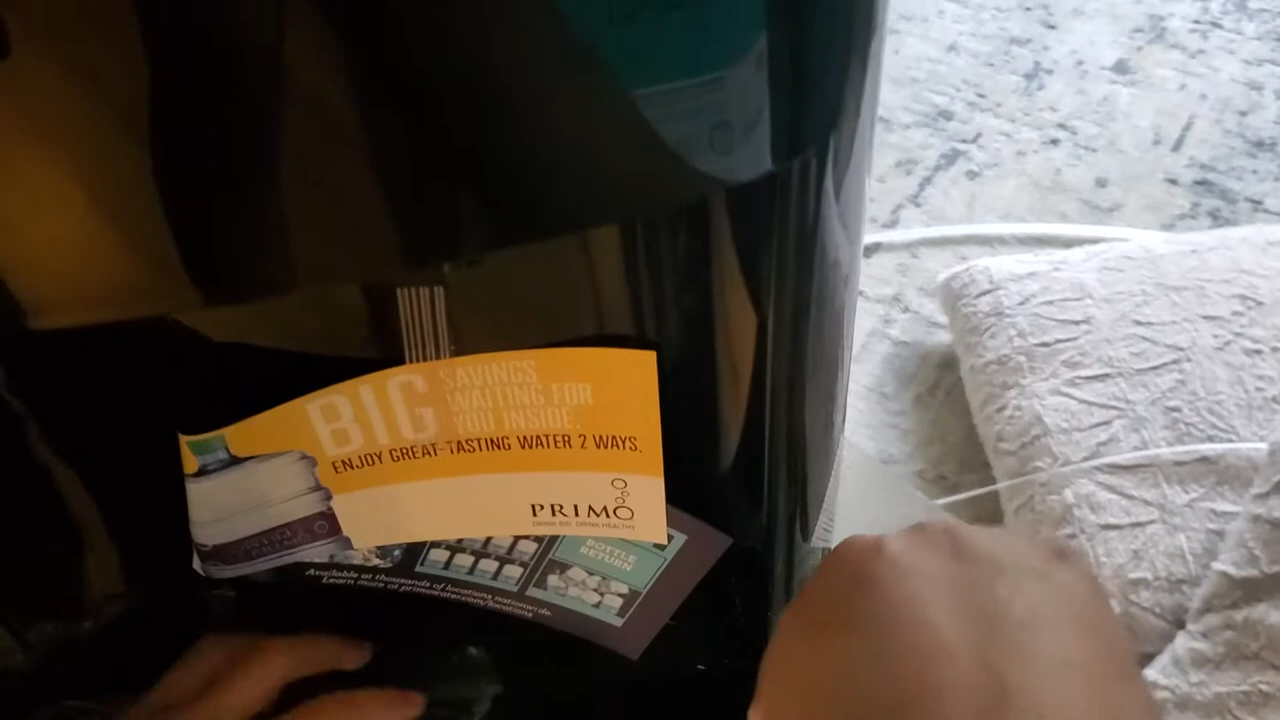 BIG
SAVINGS
WAITING FOR
YOU INSIDE.
ENJOY GREAT-TASTING WATER 2 WAYS.
PRIMO
DRINK BIG. DRINK HEALTHY
BOTTLE
RETURN
Available at thousands of locations nationwide.
Learn more at primowater.com/locations